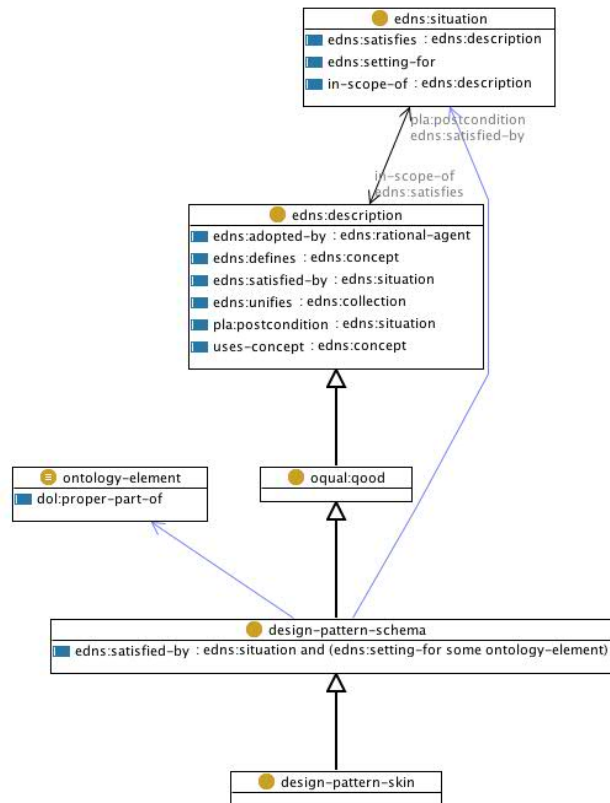 edns:situation
edns:satisfies : edns:description
edns:setting-for
in-scope-of : edns:description
pla:postcondition
edns:satisfied-by
in-scope-of
edns:satisfies
edns:description
edns:adopted-by : edns:rational-agent
edns:defines : edns:concept
edns:satisfied-by : edns:situation
edns:unifies : edns:collection
pla:postcondition : edns:situation
uses-concept : edns:concept
ontology-element
dol:proper-part-of
oqual:qood
design-pattern-schema
edns:satisfied-by : edns:situation and (edns:setting-for some ontology-element)
design-pattern-skin